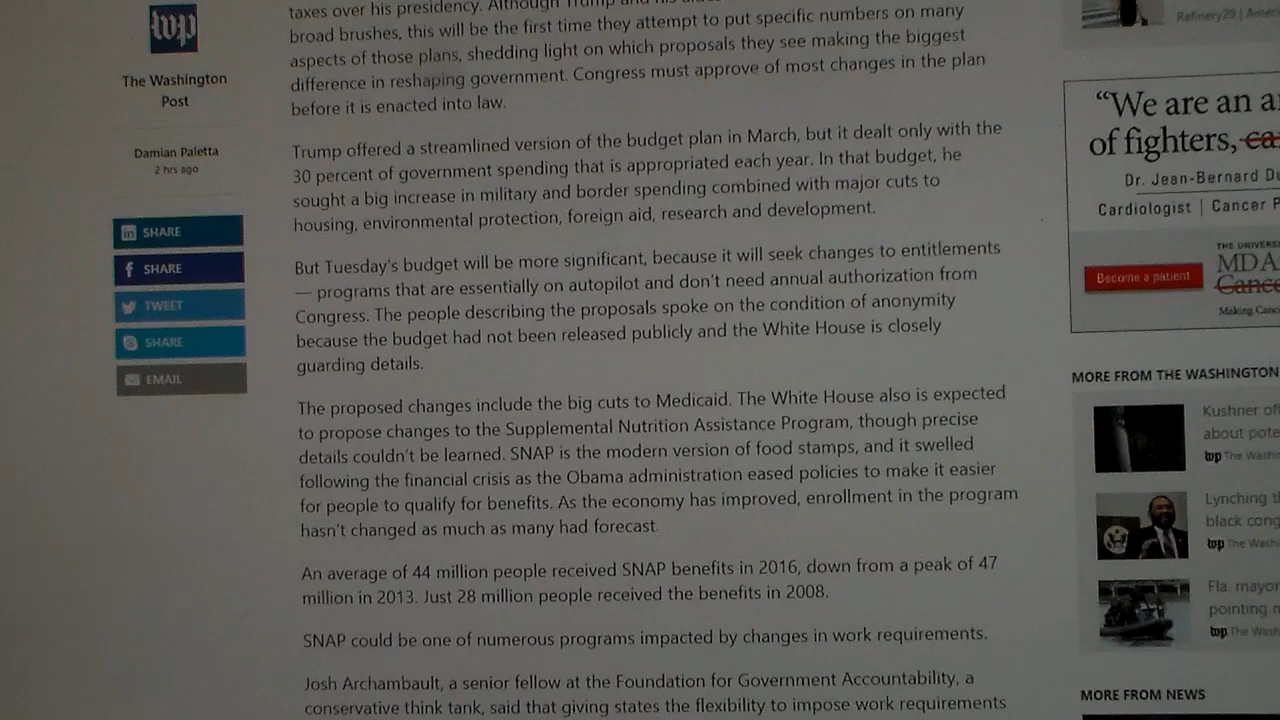 wp
The Washington
Post
Damian Paletta
2 hrs ago
in SHARE
f SHARE
TWEET
SHARE
EMAIL
taxes over his presidency. Although Trump and his
broad brushes, this will be the first time they attempt to put specific numbers on many
aspects of those plans, shedding light on which proposals they see making the biggest
difference in reshaping government. Congress must approve of most changes in the plan
before it is enacted into law.
Trump offered a streamlined version of the budget plan in March, but it dealt only with the
30 percent of government spending that is appropriated each year. In that budget, he
sought a big increase in military and border spending combined with major cuts to
housing, environmental protection, foreign aid, research and development.
But Tuesday's budget will be more significant, because it will seek changes to entitlements
— programs that are essentially on autopilot and don't need annual authorization from
Congress. The people describing the proposals spoke on the condition of anonymity
because the budget had not been released publicly and the White House is closely
guarding details.
The proposed changes include the big cuts to Medicaid. The White House also is expected
to propose changes to the Supplemental Nutrition Assistance Program, though precise
details couldn't be learned. SNAP is the modern version of food stamps, and it swelled
following the financial crisis as the Obama administration eased policies to make it easier
for people to qualify for benefits. As the economy has improved, enrollment in the program
hasn't changed as much as many had forecast.
An average of 44 million people received SNAP benefits in 2016, down from a peak of 47
million in 2013. Just 28 million people received the benefits in 2008.
SNAP could be one of numerous programs impacted by changes in work requirements.
Josh Archambault, a senior fellow at the Foundation for Government Accountability, a
conservative think tank, said that giving states the flexibility to impose work requirements
Refinery29 |
"We are an a
of fighters, ca
Dr. Jean-Bernard Du
Cardiologist | Cancer P
Become a patient
THE UNIVERS
MD A
Cance
Making Canc
MORE FROM THE WASHINGTON
Kushner of
about pote
wp The Wash
Lynching t
black cong
wp The Wash
Fla. mayor
pointing
wp The Wash
MORE FROM NEWS